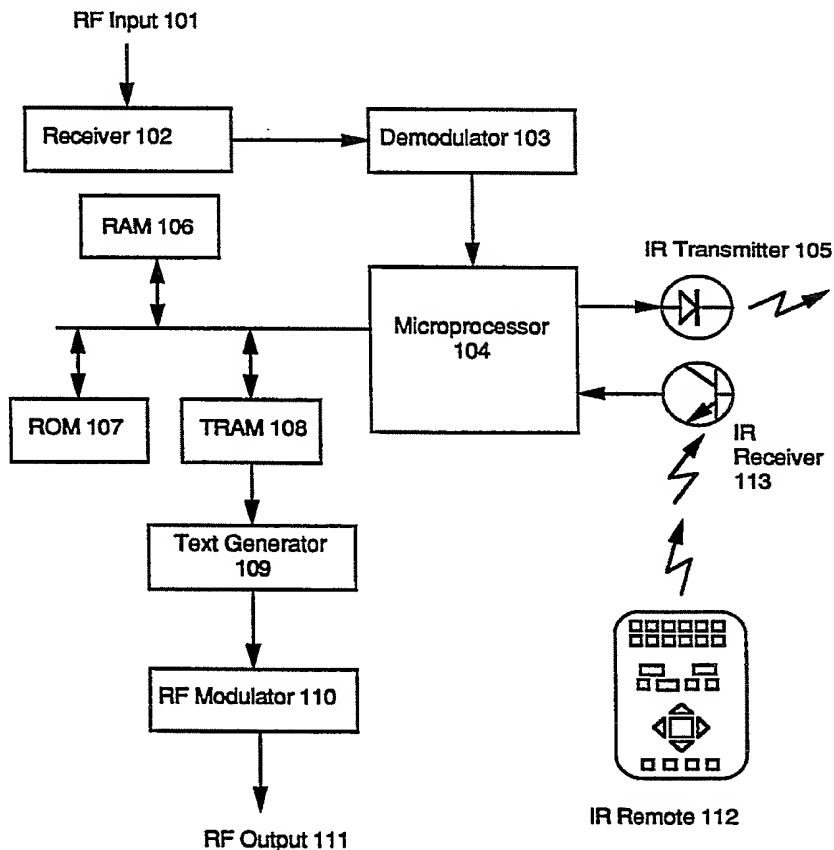 RF Input 101
Receiver 102
Demodulator 103
RAM 106
IR Transmitter 105
Microprocessor
104
ROM 107
TRAM 108
IR
Receiver
113
Text Generator
109
RF Modulator 110
IR Remote 112
RF Output 111